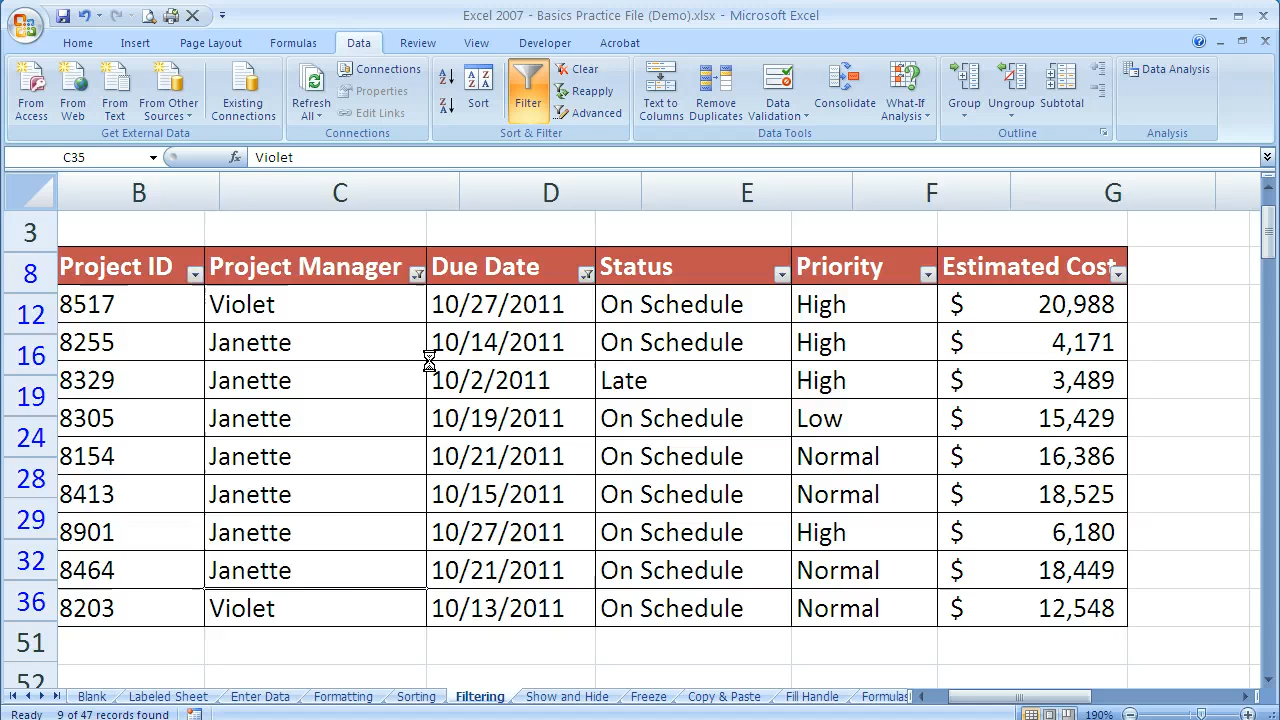 Excel 2007 - Basics Practice File (Demo).xlsx - Microsoft Excel
Home Insert Page Layout Formulas Data Review View Developer Acrobat
From Access
From Web
From Text
From Other Sources
Existing Connections
Get External Data
Refresh All
Connections
Properties
Edit Links
Connections
Sort
Filter
Clear
Reapply
Advanced
Sort & Filter
Text to Columns
Remove Duplicates
Data Validation
Consolidate
What-If Analysis
Data Tools
Group
Ungroup
Subtotal
Outline
Data Analysis
Analysis
C35 fx Violet
B C D E F G
3
8 Project ID Project Manager Due Date Status Priority Estimated Cost
12 8517 Violet 10/27/2011 On Schedule High $ 20,988
16 8255 Janette 10/14/2011 On Schedule High $ 4,171
19 8329 Janette 10/2/2011 Late High $ 3,489
24 8305 Janette 10/19/2011 On Schedule Low $ 15,429
28 8154 Janette 10/21/2011 On Schedule Normal $ 16,386
29 8413 Janette 10/15/2011 On Schedule Normal $ 18,525
32 8901 Janette 10/27/2011 On Schedule High $ 6,180
36 8464 Janette 10/21/2011 On Schedule Normal $ 18,449
8203 Violet 10/13/2011 On Schedule Normal $ 12,548
51
52
Blank Labeled Sheet Enter Data Formatting Sorting Filtering Show and Hide Freeze Copy & Paste Fill Handle Formulas
Ready 9 of 47 records found 190%